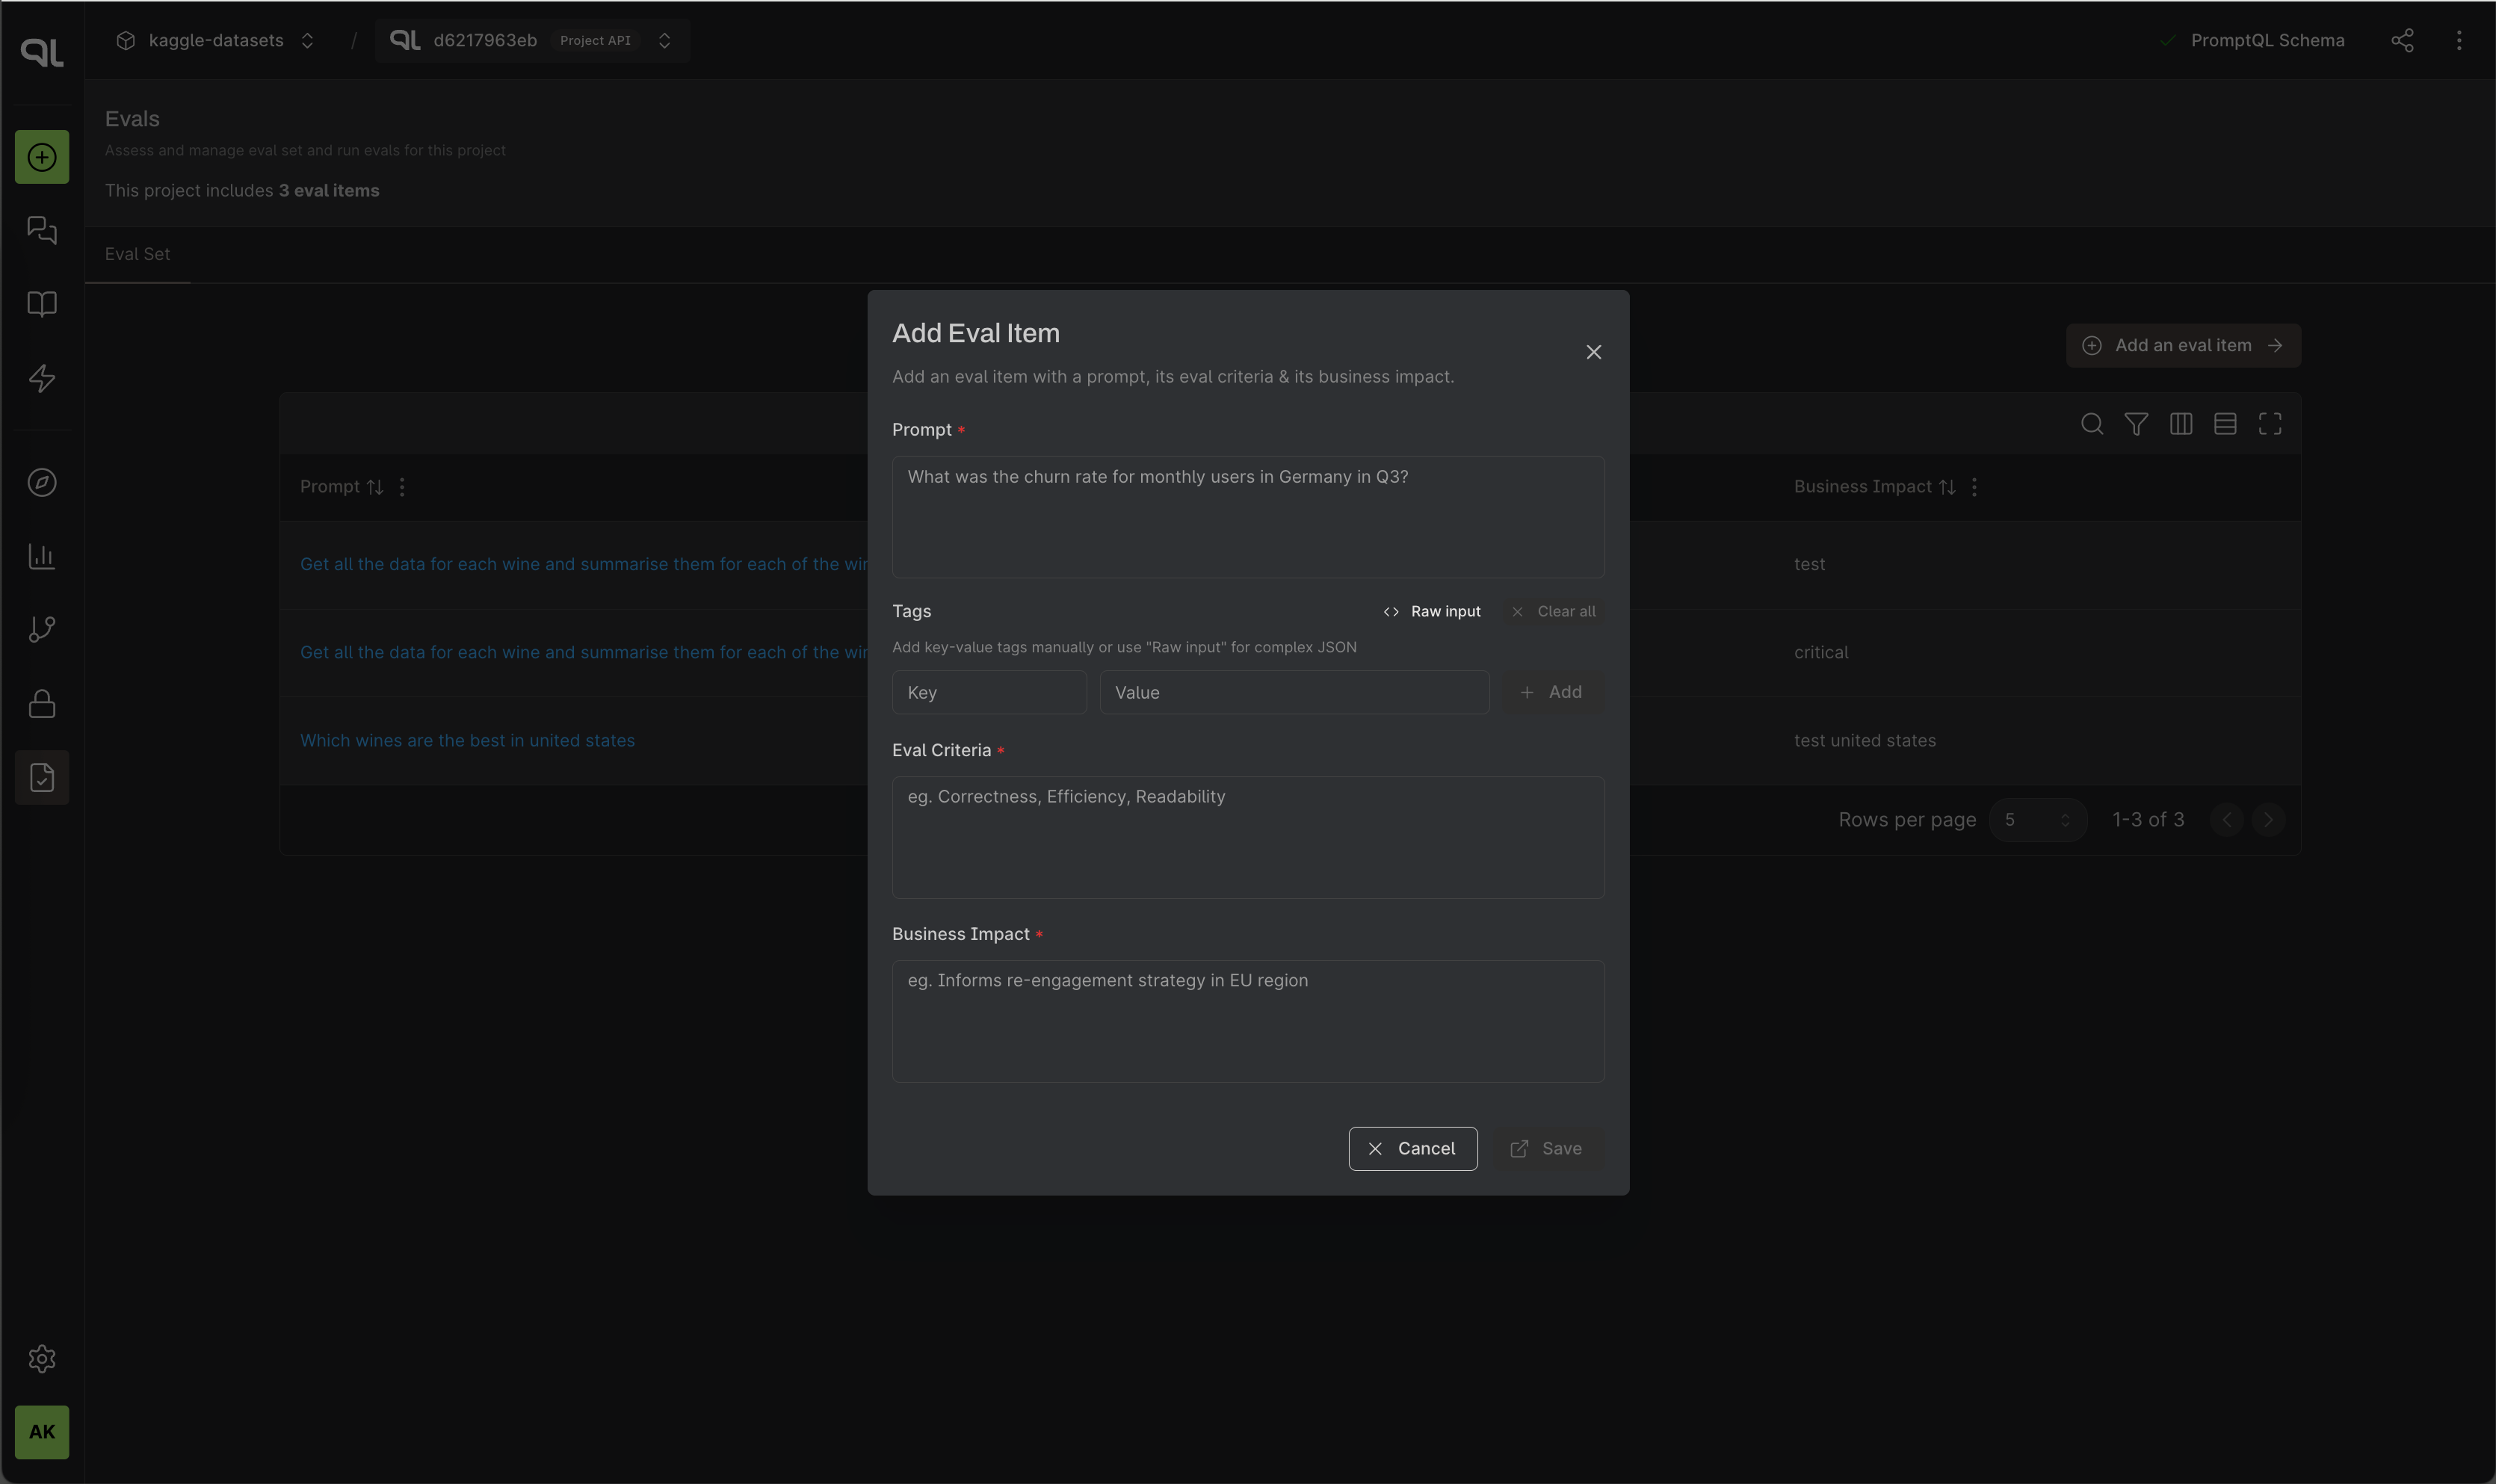 ql
kaggle-datasets
/
ql
d6217963eb
Project API
PromptQL Schema
Evals
Assess and manage eval set and run evals for this project
This project includes 3 eval items
Eval Set
Add an eval item
Prompt
Business Impact
Get all the data for each wine and summarise them for each of the
test
Get all the data for each wine and summarise them for each of the
critical
Which wines are the best in united states
test united states
Rows per page
5
1-3 of 3
Add Eval Item
Add an eval item with a prompt, its eval criteria & its business impact.
Prompt *
What was the churn rate for monthly users in Germany in Q3?
Tags
Raw input
Clear all
Add key-value tags manually or use "Raw input" for complex JSON
Key
Value
Add
Eval Criteria *
eg. Correctness, Efficiency, Readability
Business Impact *
eg. Informs re-engagement strategy in EU region
Cancel
Save
AK